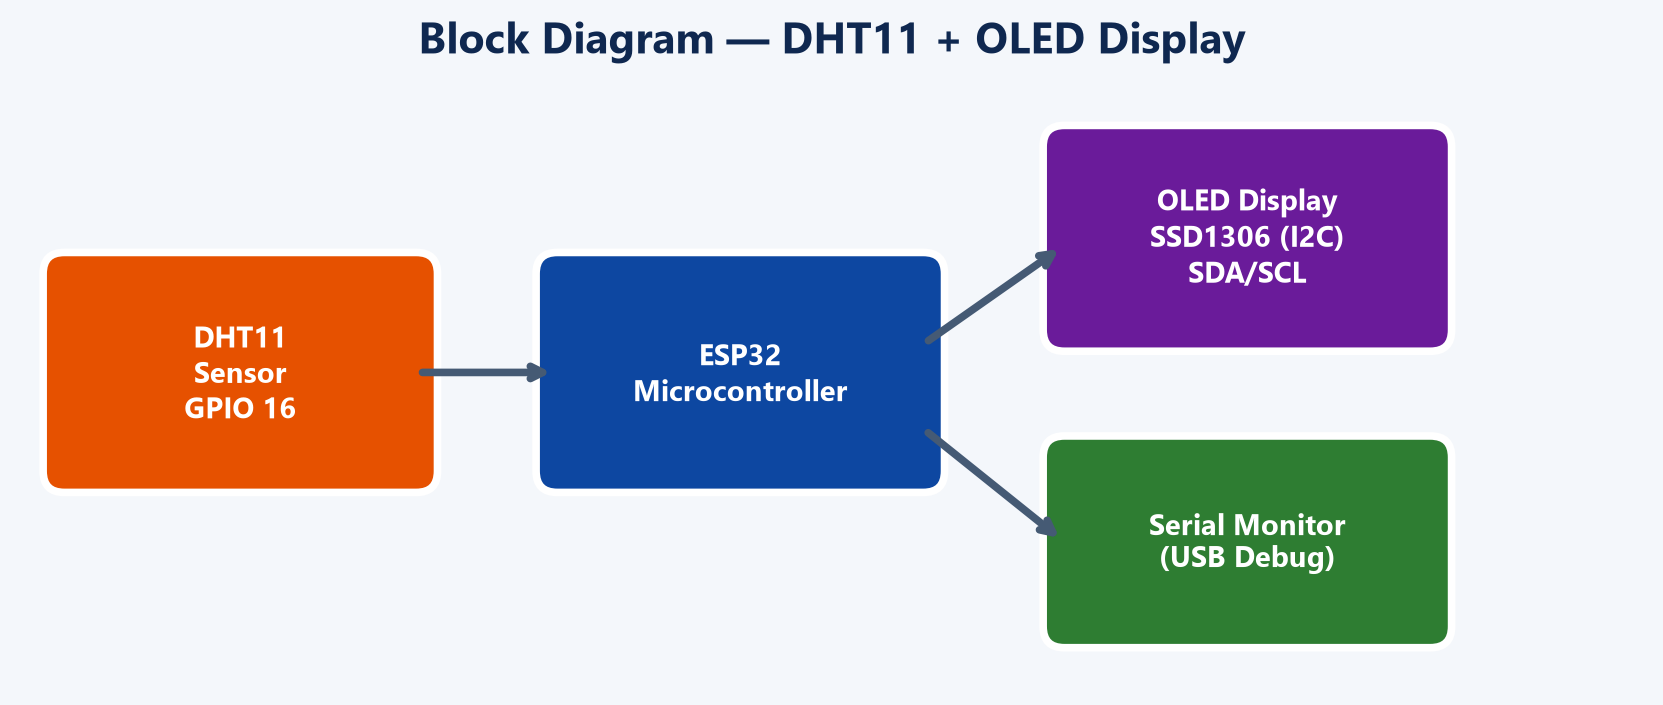 Block Diagram — DHT11 + OLED Display
DHT11
Sensor
GPIO 16
ESP32
Microcontroller
OLED Display
SSD1306 (I2C)
SDA/SCL
Serial Monitor
(USB Debug)